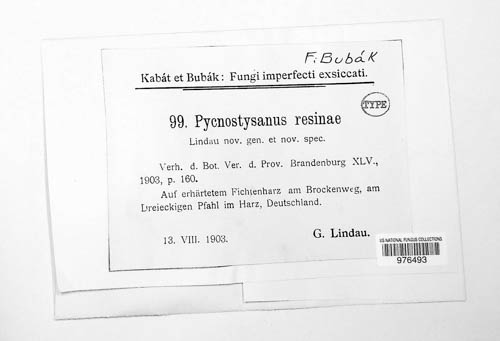 F. Bubák
Kabát et Bubák: Fungi imperfecti exsiccati.
TYPE
99. Pycnostysanus resinae
Lindau nov. gen. et nov. spec.
Verh. d. Bot. Ver. d. Prov. Brandenburg XLV.,
1903, p. 160.
Auf erhärtetem Fichtenharz am Brockenweg, am
Dreieckigen Pfahl im Harz, Deutschland.
13. VIII. 1903.
G. Lindau.
US NATIONAL FUNGUS COLLECTIONS
976493